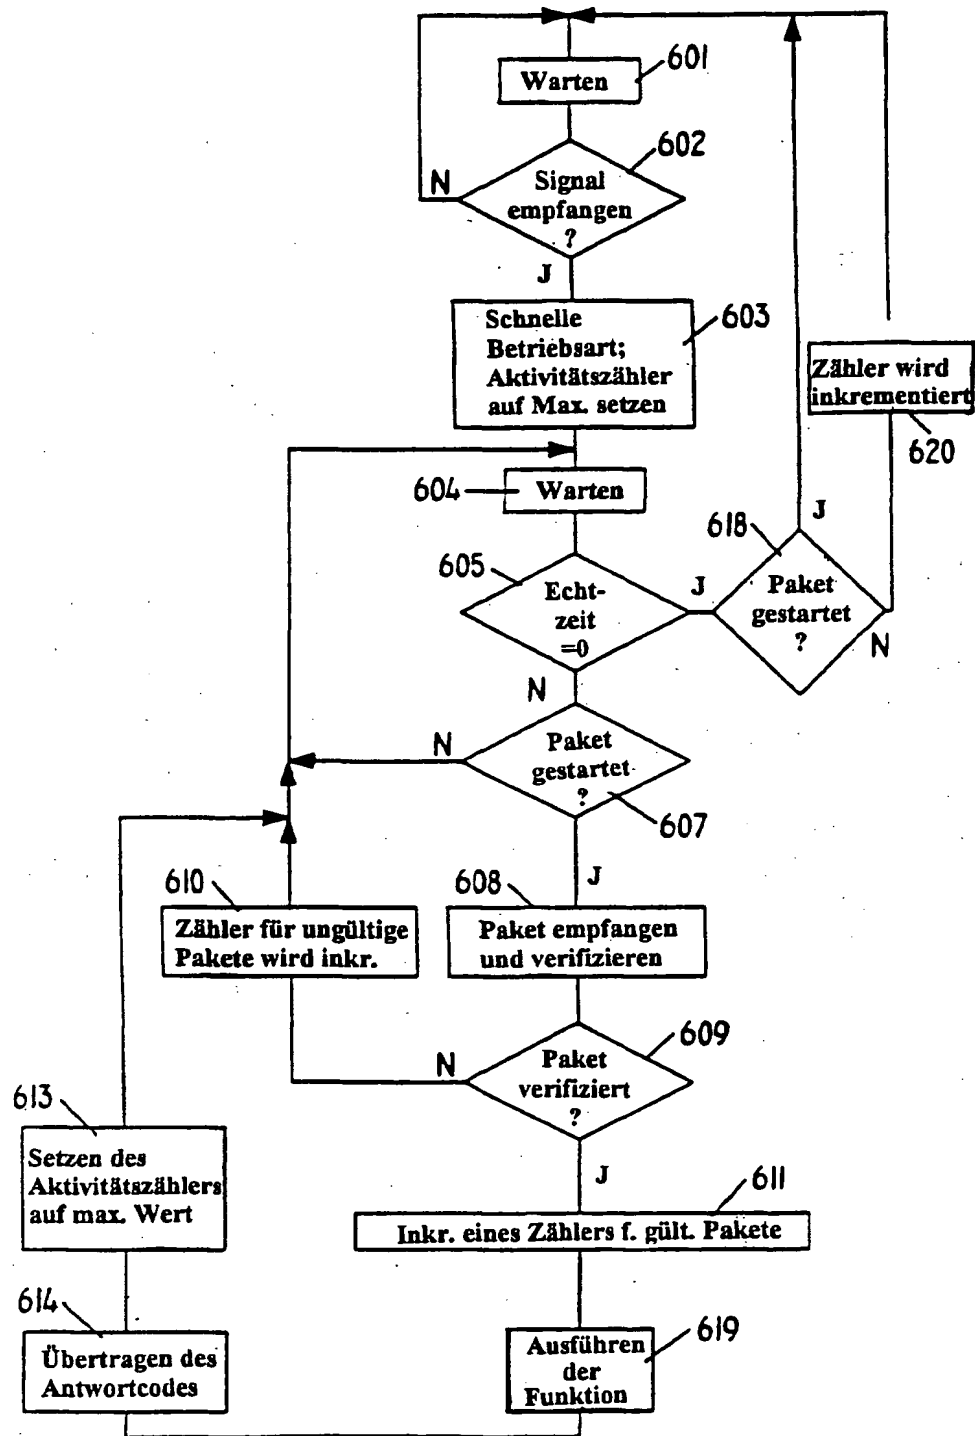 601
Warten
602
N
Signal
empfangen
?
J
Schnelle
Betriebsart;
Aktivitätszähler
auf Max. setzen
603
Zähler wird
inkrementiert
620
604
Warten
J
618
605
Echt-
zeit
=0
J
Paket
gestartet
?
N
N
N
Paket
gestartet
?
607
J
610
608
Zähler für ungültige
Pakete wird inkr.
Paket empfangen
und verifizieren
609
N
Paket
verifiziert
?
613
J
Setzen des
Aktivitätszählers
auf max. Wert
611
Inkr. eines Zählers f. gült. Pakete
614
619
Übertragen des
Antwortcodes
Ausführen
der
Funktion